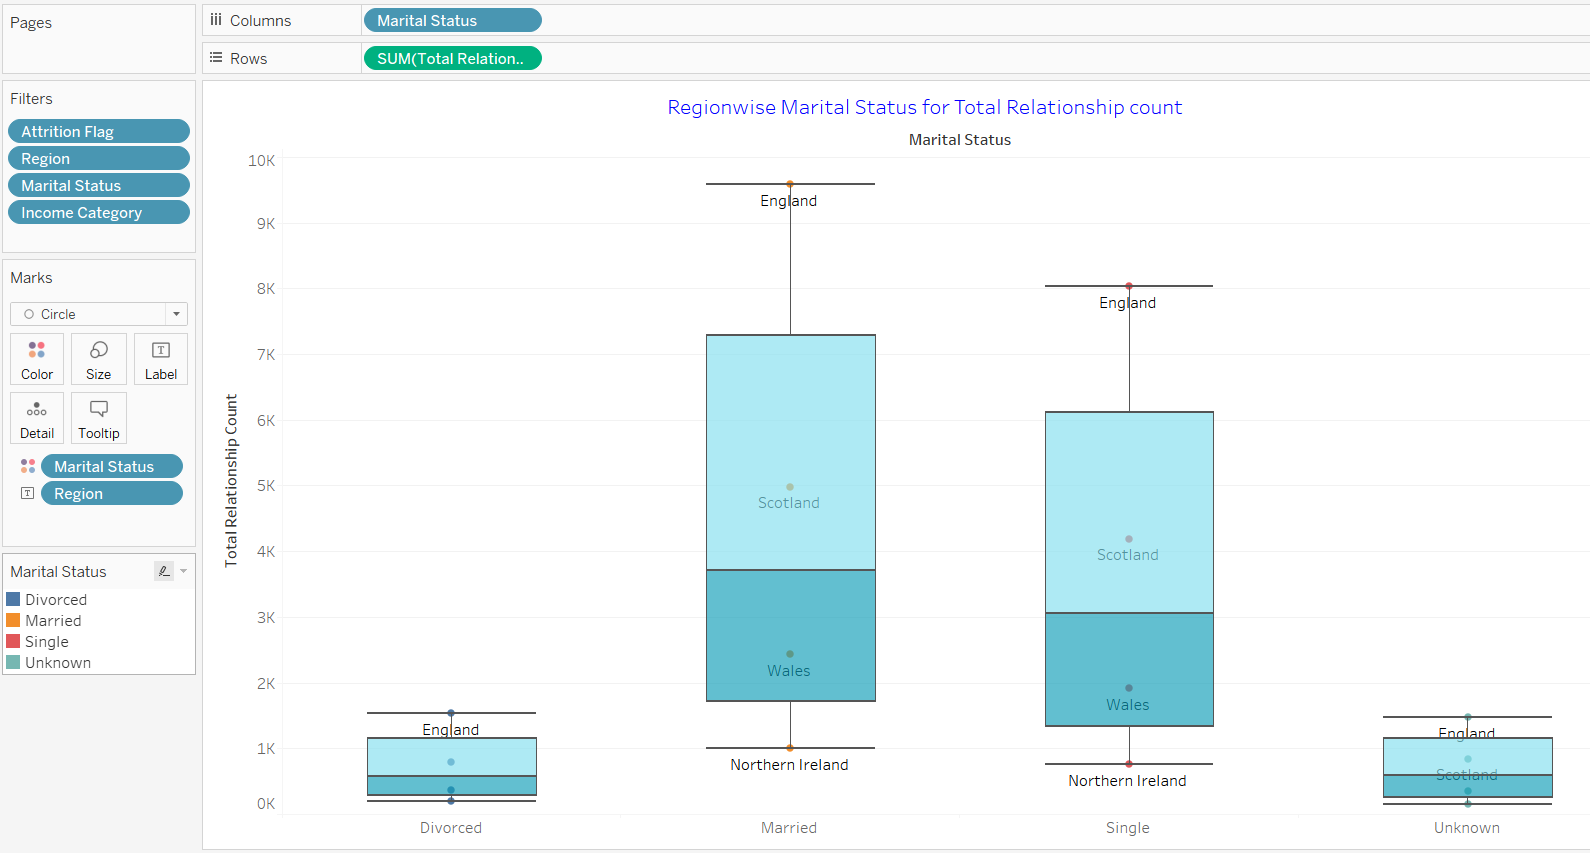 Pages
Columns
Marital Status
Rows
SUM(Total Relation..
Filters
Attrition Flag
Region
Marital Status
Income Category
Marks
Circle
Color
Size
Label
Detail
Tooltip
Marital Status
Region
Marital Status
Divorced
Married
Single
Unknown
Regionwise Marital Status for Total Relationship count
Marital Status
Total Relationship Count
10K
9K
8K
7K
6K
5K
4K
3K
2K
1K
0K
England
England
Scotland
Scotland
Wales
Wales
England
England
Scotland
Northern Ireland
Northern Ireland
Divorced
Married
Single
Unknown